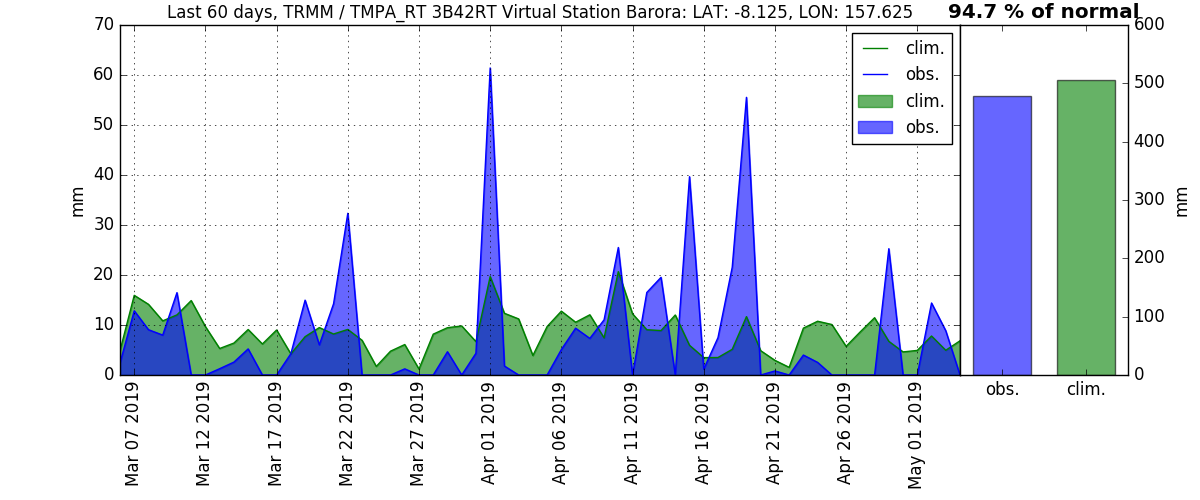 Last 60 days, TRMM / TMPA_RT 3B42RT Virtual Station Barora: LAT: -8.125, LON: 157.625
94.7 % of normal
70
60
50
40
30
20
10
0
mm
clim.
obs.
clim.
obs.
Mar 07 2019
Mar 12 2019
Mar 17 2019
Mar 22 2019
Mar 27 2019
Apr 01 2019
Apr 06 2019
Apr 11 2019
Apr 16 2019
Apr 21 2019
Apr 26 2019
May 01 2019
obs.
clim.
600
500
400
300
200
100
0
mm